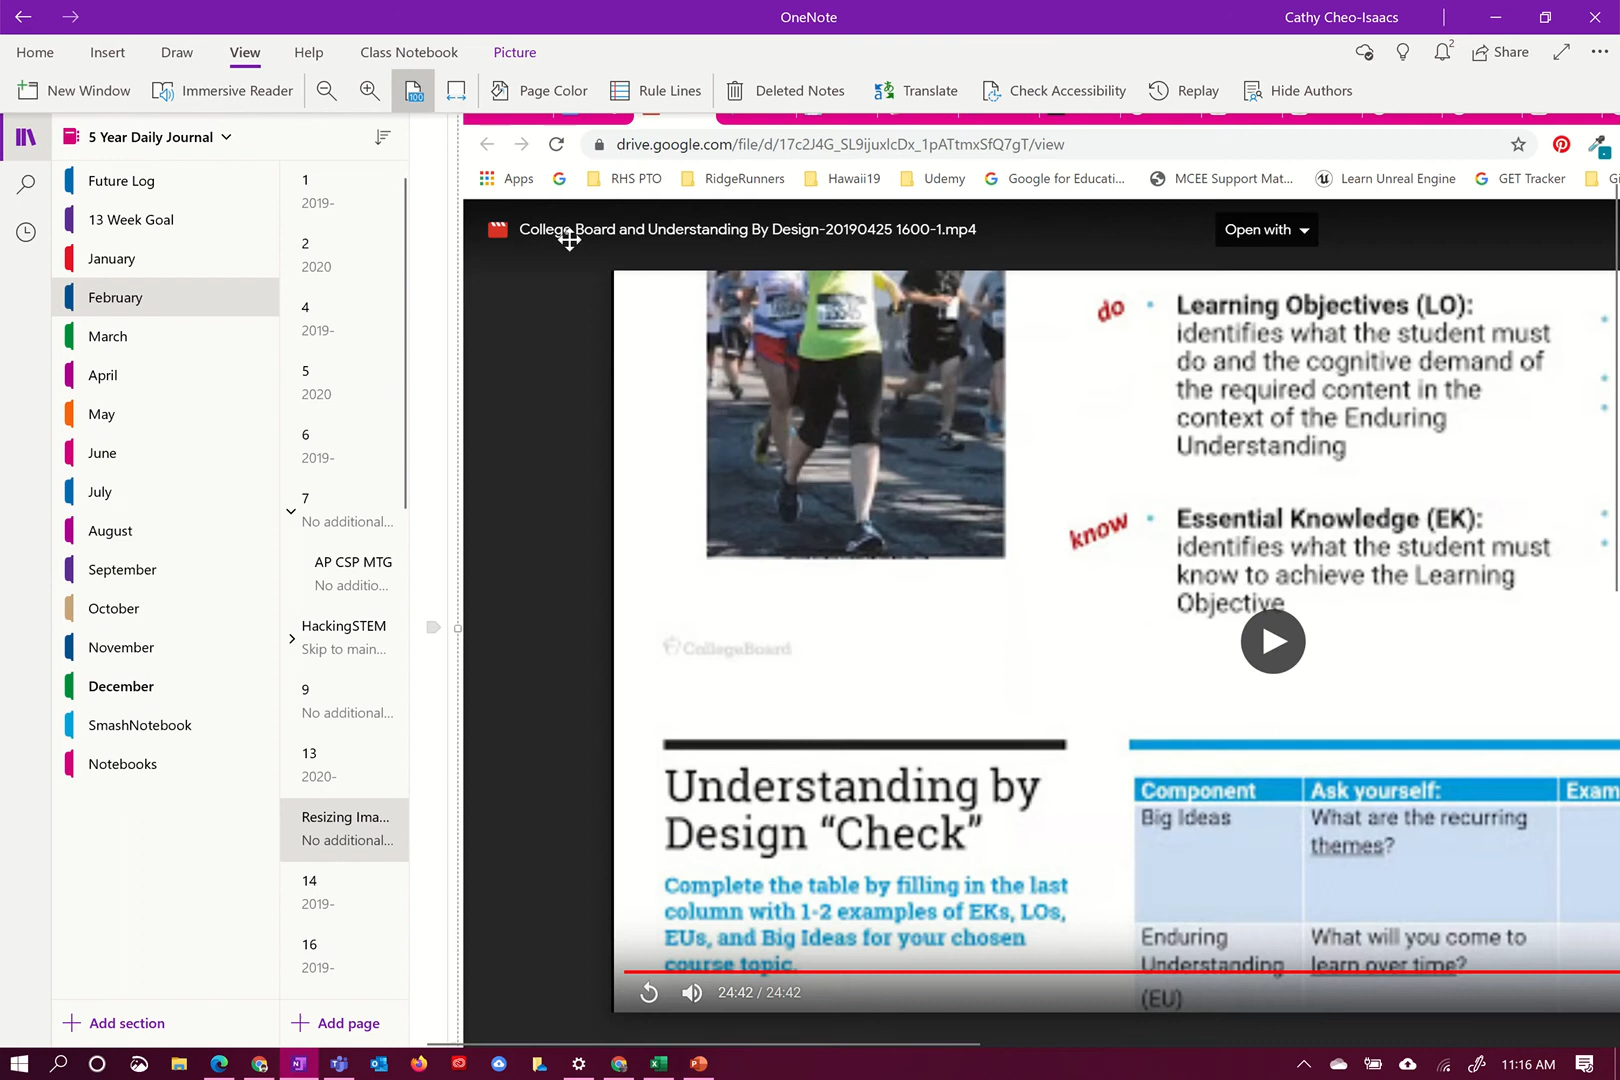 OneNote
Cathy Cheo-Isaacs
Home Insert Draw View Help Class Notebook Picture
2 Share
New Window Immersive Reader Page Color Rule Lines Deleted Notes Translate Check Accessibility Replay Hide Authors
5 Year Daily Journal
Future Log
13 Week Goal
January
February
March
April
May
June
July
August
September
October
November
December
SmashNotebook
Notebooks
Add section
1
2019-
2
2020
4
2019-
5
2020
6
2019-
7
No additional...
AP CSP MTG
No additio...
HackingSTEM
Skip to main...
9
No additional...
13
2020-
Resizing Ima...
No additional...
14
2019-
16
2019-
Add page
drive.google.com/file/d/17c2J4G_SL9ijuxlcDx_1pATtmxSfQ7gT/view
Apps RHS PTO RidgeRunners Hawaii19 Udemy Google for Educati... MCEE Support Mat... Learn Unreal Engine GET Tracker
College Board and Understanding By Design-20190425 1600-1.mp4
Open with
do
Learning Objectives (LO):
identifies what the student must
do and the cognitive demand of
the required content in the
context of the Enduring
Understanding
know
Essential Knowledge (EK):
identifies what the student must
know to achieve the Learning
Objective
CollegeBoard
Understanding by
Design “Check”
Complete the table by filling in the last
column with 1-2 examples of EKs, LOs,
EUs, and Big Ideas for your chosen
course topic.
Component Ask yourself: Exam
Big Ideas What are the recurring
themes?
Enduring What will you come to
Understanding learn over time?
(EU)
24:42 / 24:42
11:16 AM